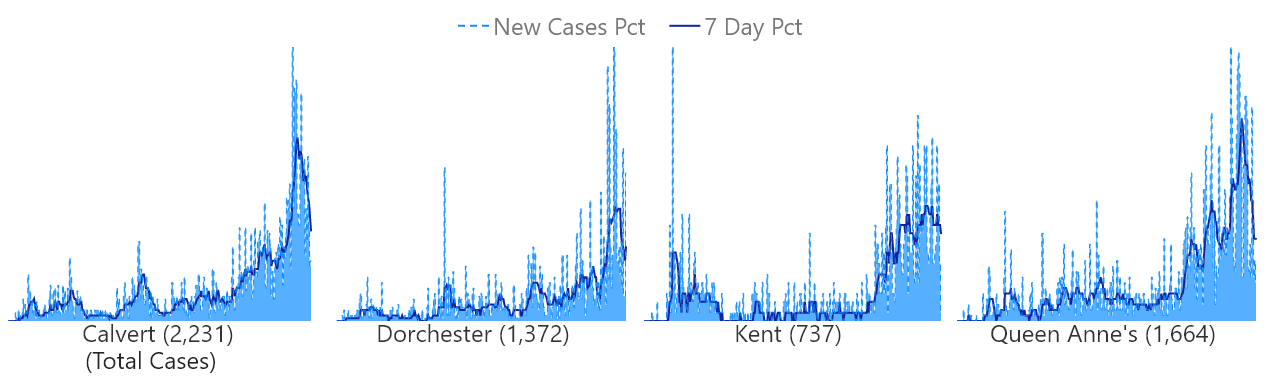 New Cases Pct 7 Day Pct
Calvert (2,231) Dorchester (1,372) Kent (737) Queen Anne's (1,664)
(Total Cases)